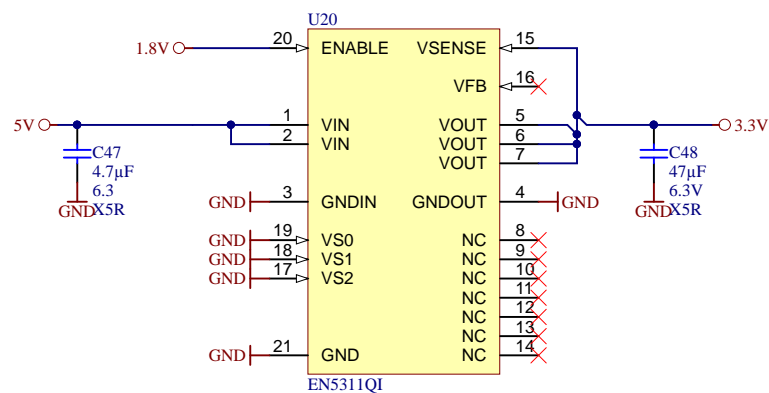 U20
1.8V 20 ENABLE VSENSE 15
VFB 16
5V 1 VIN VOUT 5 3.3V
2 VIN VOUT 6
VOUT 7
C47
4.7µF
6.3
X5R
GND
C48
47µF
6.3V
X5R
GND
GND 3 GNDIN GNDOUT 4 GND
GND 19 VS0 NC 8
GND 18 VS1 NC 9
GND 17 VS2 NC 10
NC 11
NC 12
NC 13
GND 21 GND NC 14
EN5311QI